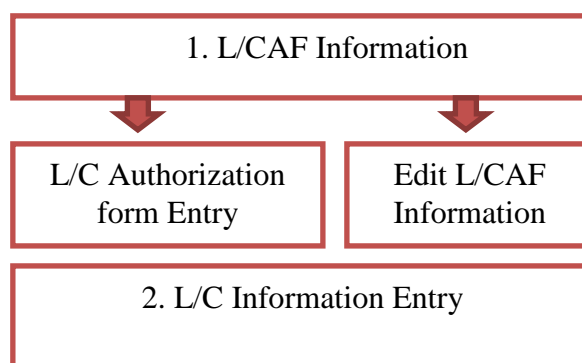 1. L/CAF Information
L/C Authorization
form Entry
Edit L/CAF
Information
2. L/C Information Entry